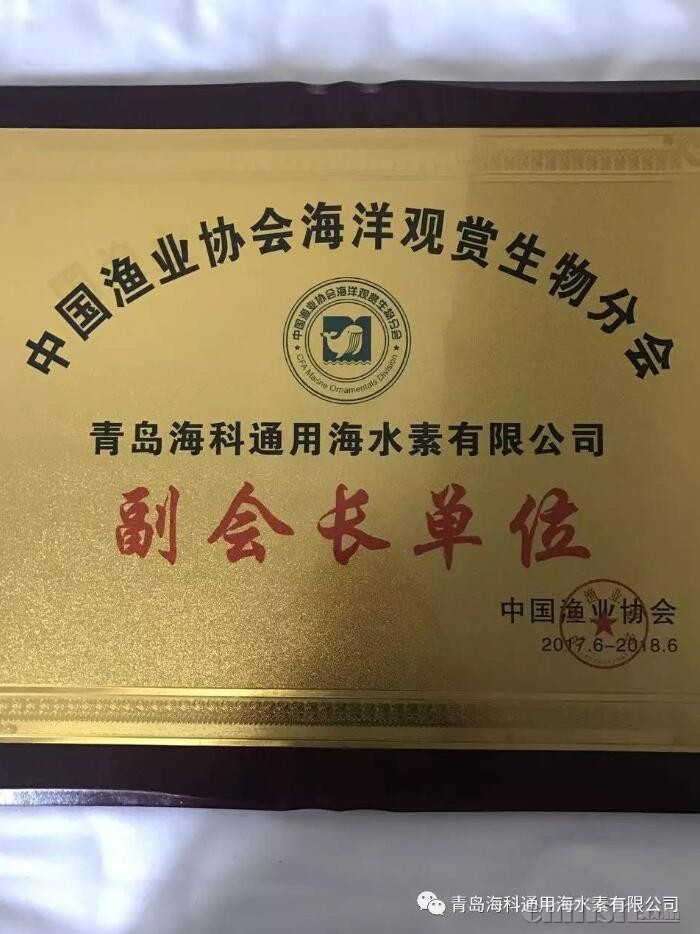 中国渔业协会海洋观赏生物分会
中国渔业协会海洋观赏生物分会
CFA Marine Ornamentals Division
青岛海科通用海水素有限公司
副会长单位
中国渔业协会
2017.6-2018.6
青岛海科通用海水素有限公司